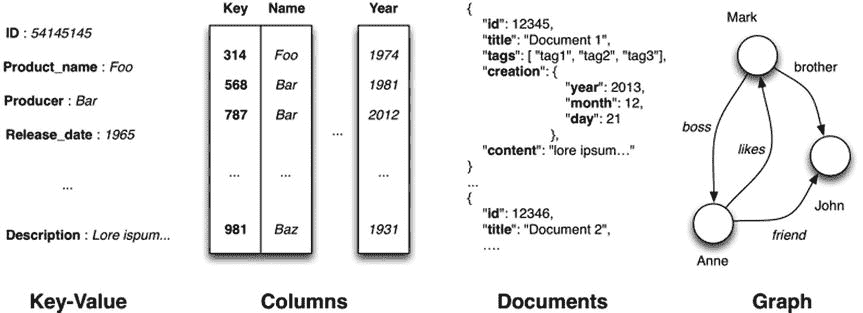 ID : 54145145
Product_name : Foo
Producer : Bar
Release_date : 1965
...
Description : Lore ispum...
Key-Value
Key Name Year
314 Foo 1974
568 Bar 1981
787 Bar 2012
...
... ... ...
981 Baz 1931
Columns
{
"id": 12345,
"title": "Document 1",
"tags": [ "tag1", "tag2", "tag3"],
"creation": {
"year": 2013,
"month": 12,
"day": 21
},
"content": "lore ipsum…"
}
...
{
"id": 12346,
"title": "Document 2",
....
Documents
Mark
brother
boss
likes
John
friend
Anne
Graph